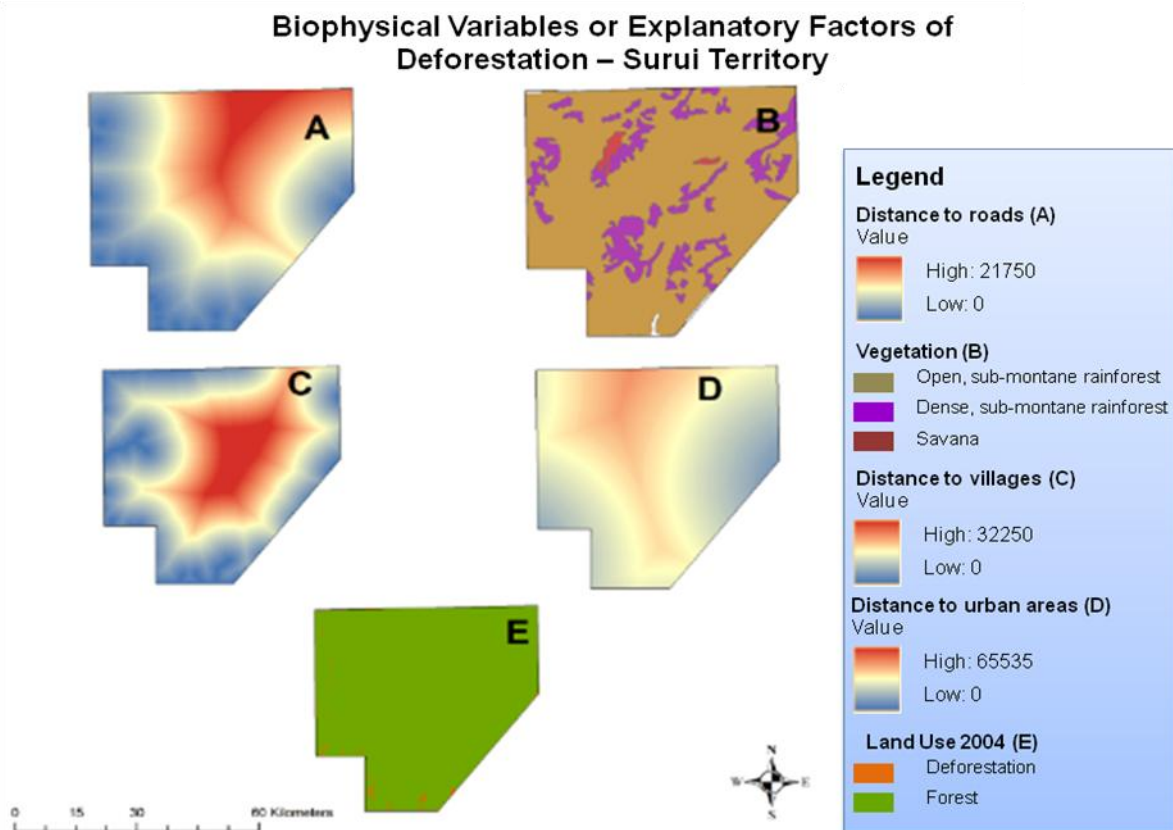 Biophysical Variables or Explanatory Factors of
Deforestation – Surui Territory
A
B
C
D
E
Legend
Distance to roads (A)
Value
High: 21750
Low: 0
Vegetation (B)
Open, sub-montane rainforest
Dense, sub-montane rainforest
Savana
Distance to villages (C)
Value
High: 32250
Low: 0
Distance to urban areas (D)
Value
High: 65535
Low: 0
Land Use 2004 (E)
Deforestation
Forest
N
W E
S
0 15 30 60 Kilometers